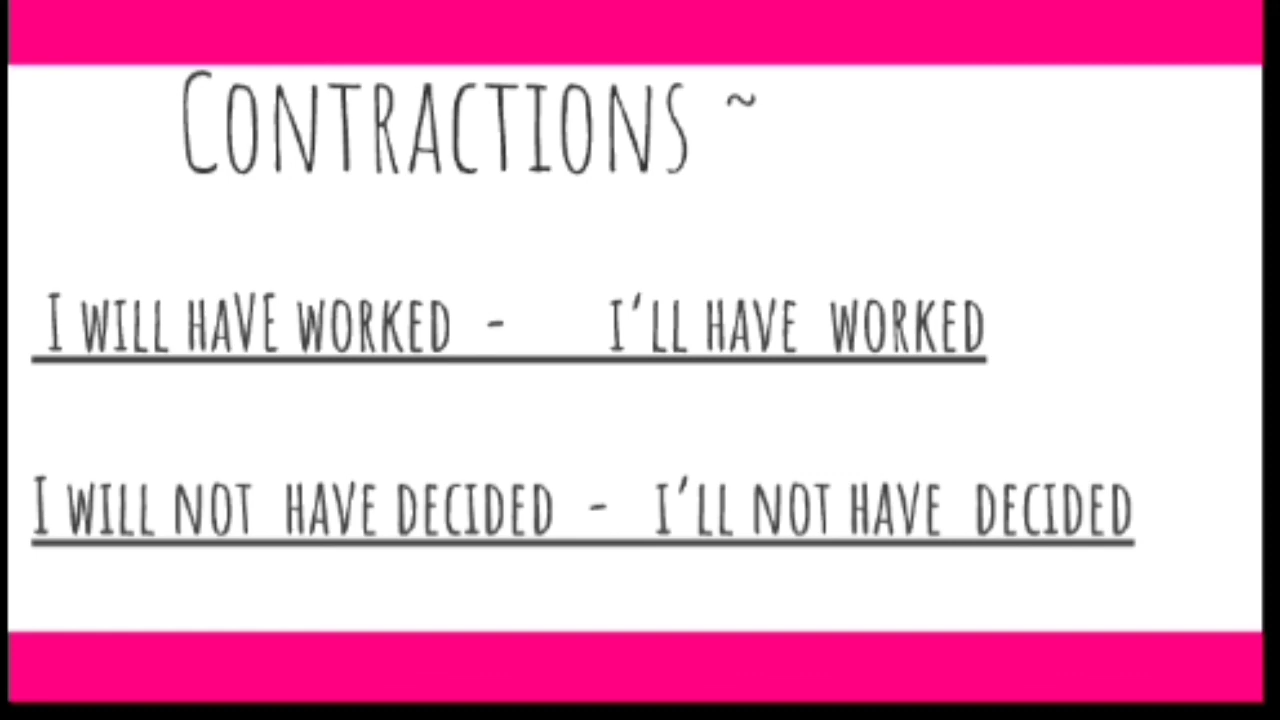 Contractions ~
I will have worked - i'll have worked
I will not have decided - i'll not have decided